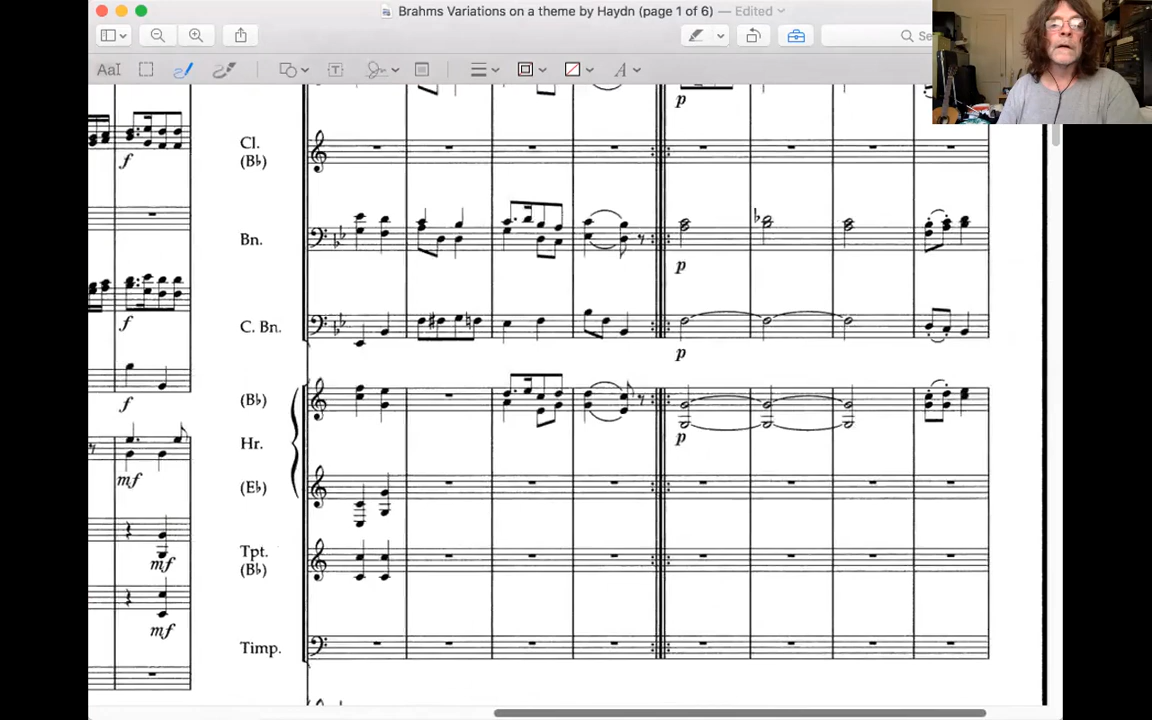 Brahms Variations on a theme by Haydn (page 1 of 6) — Edited
AaI
T
A
p
Cl.
(B♭)
f
Bn.
p
f
C. Bn.
p
f
(B♭)
Hr.
p
mf
(E♭)
Tpt.
(B♭)
mf
mf
Timp.